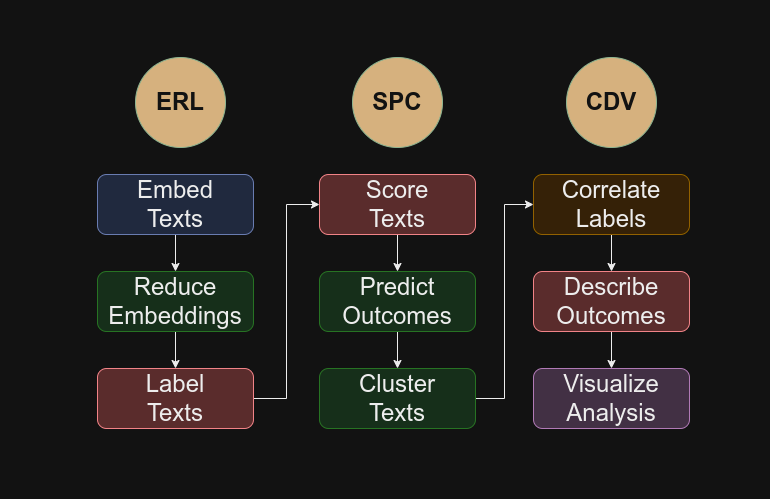 ERL
Embed
Texts
Reduce
Embeddings
Label
Texts
SPC
Score
Texts
Predict
Outcomes
Cluster
Texts
CDV
Correlate
Labels
Describe
Outcomes
Visualize
Analysis